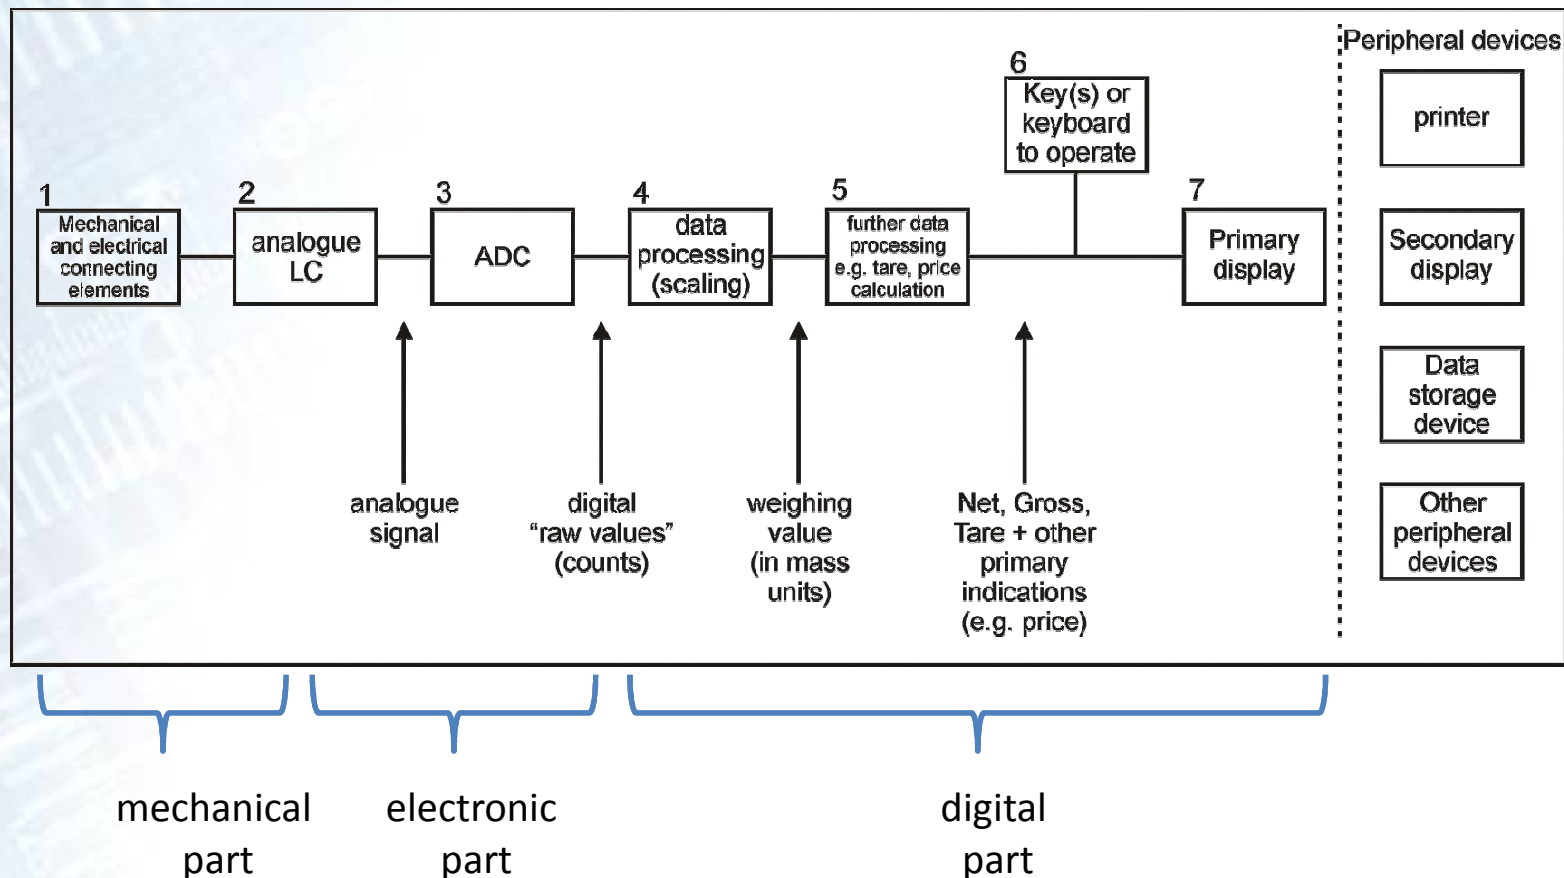 Peripheral devices
1
Mechanical
and electrical
connecting
elements
2
analogue
LC
3
ADC
4
data
processing
(scaling)
5
further data
processing
e.g. tare, price
calculation
6
Key(s) or
keyboard
to operate
7
Primary
display
printer
Secondary
display
Data
storage
device
Other
peripheral
devices
analogue
signal
digital
“raw values”
(counts)
weighing
value
(in mass
units)
Net, Gross,
Tare + other
primary
indications
(e.g. price)
mechanical
part
electronic
part
digital
part